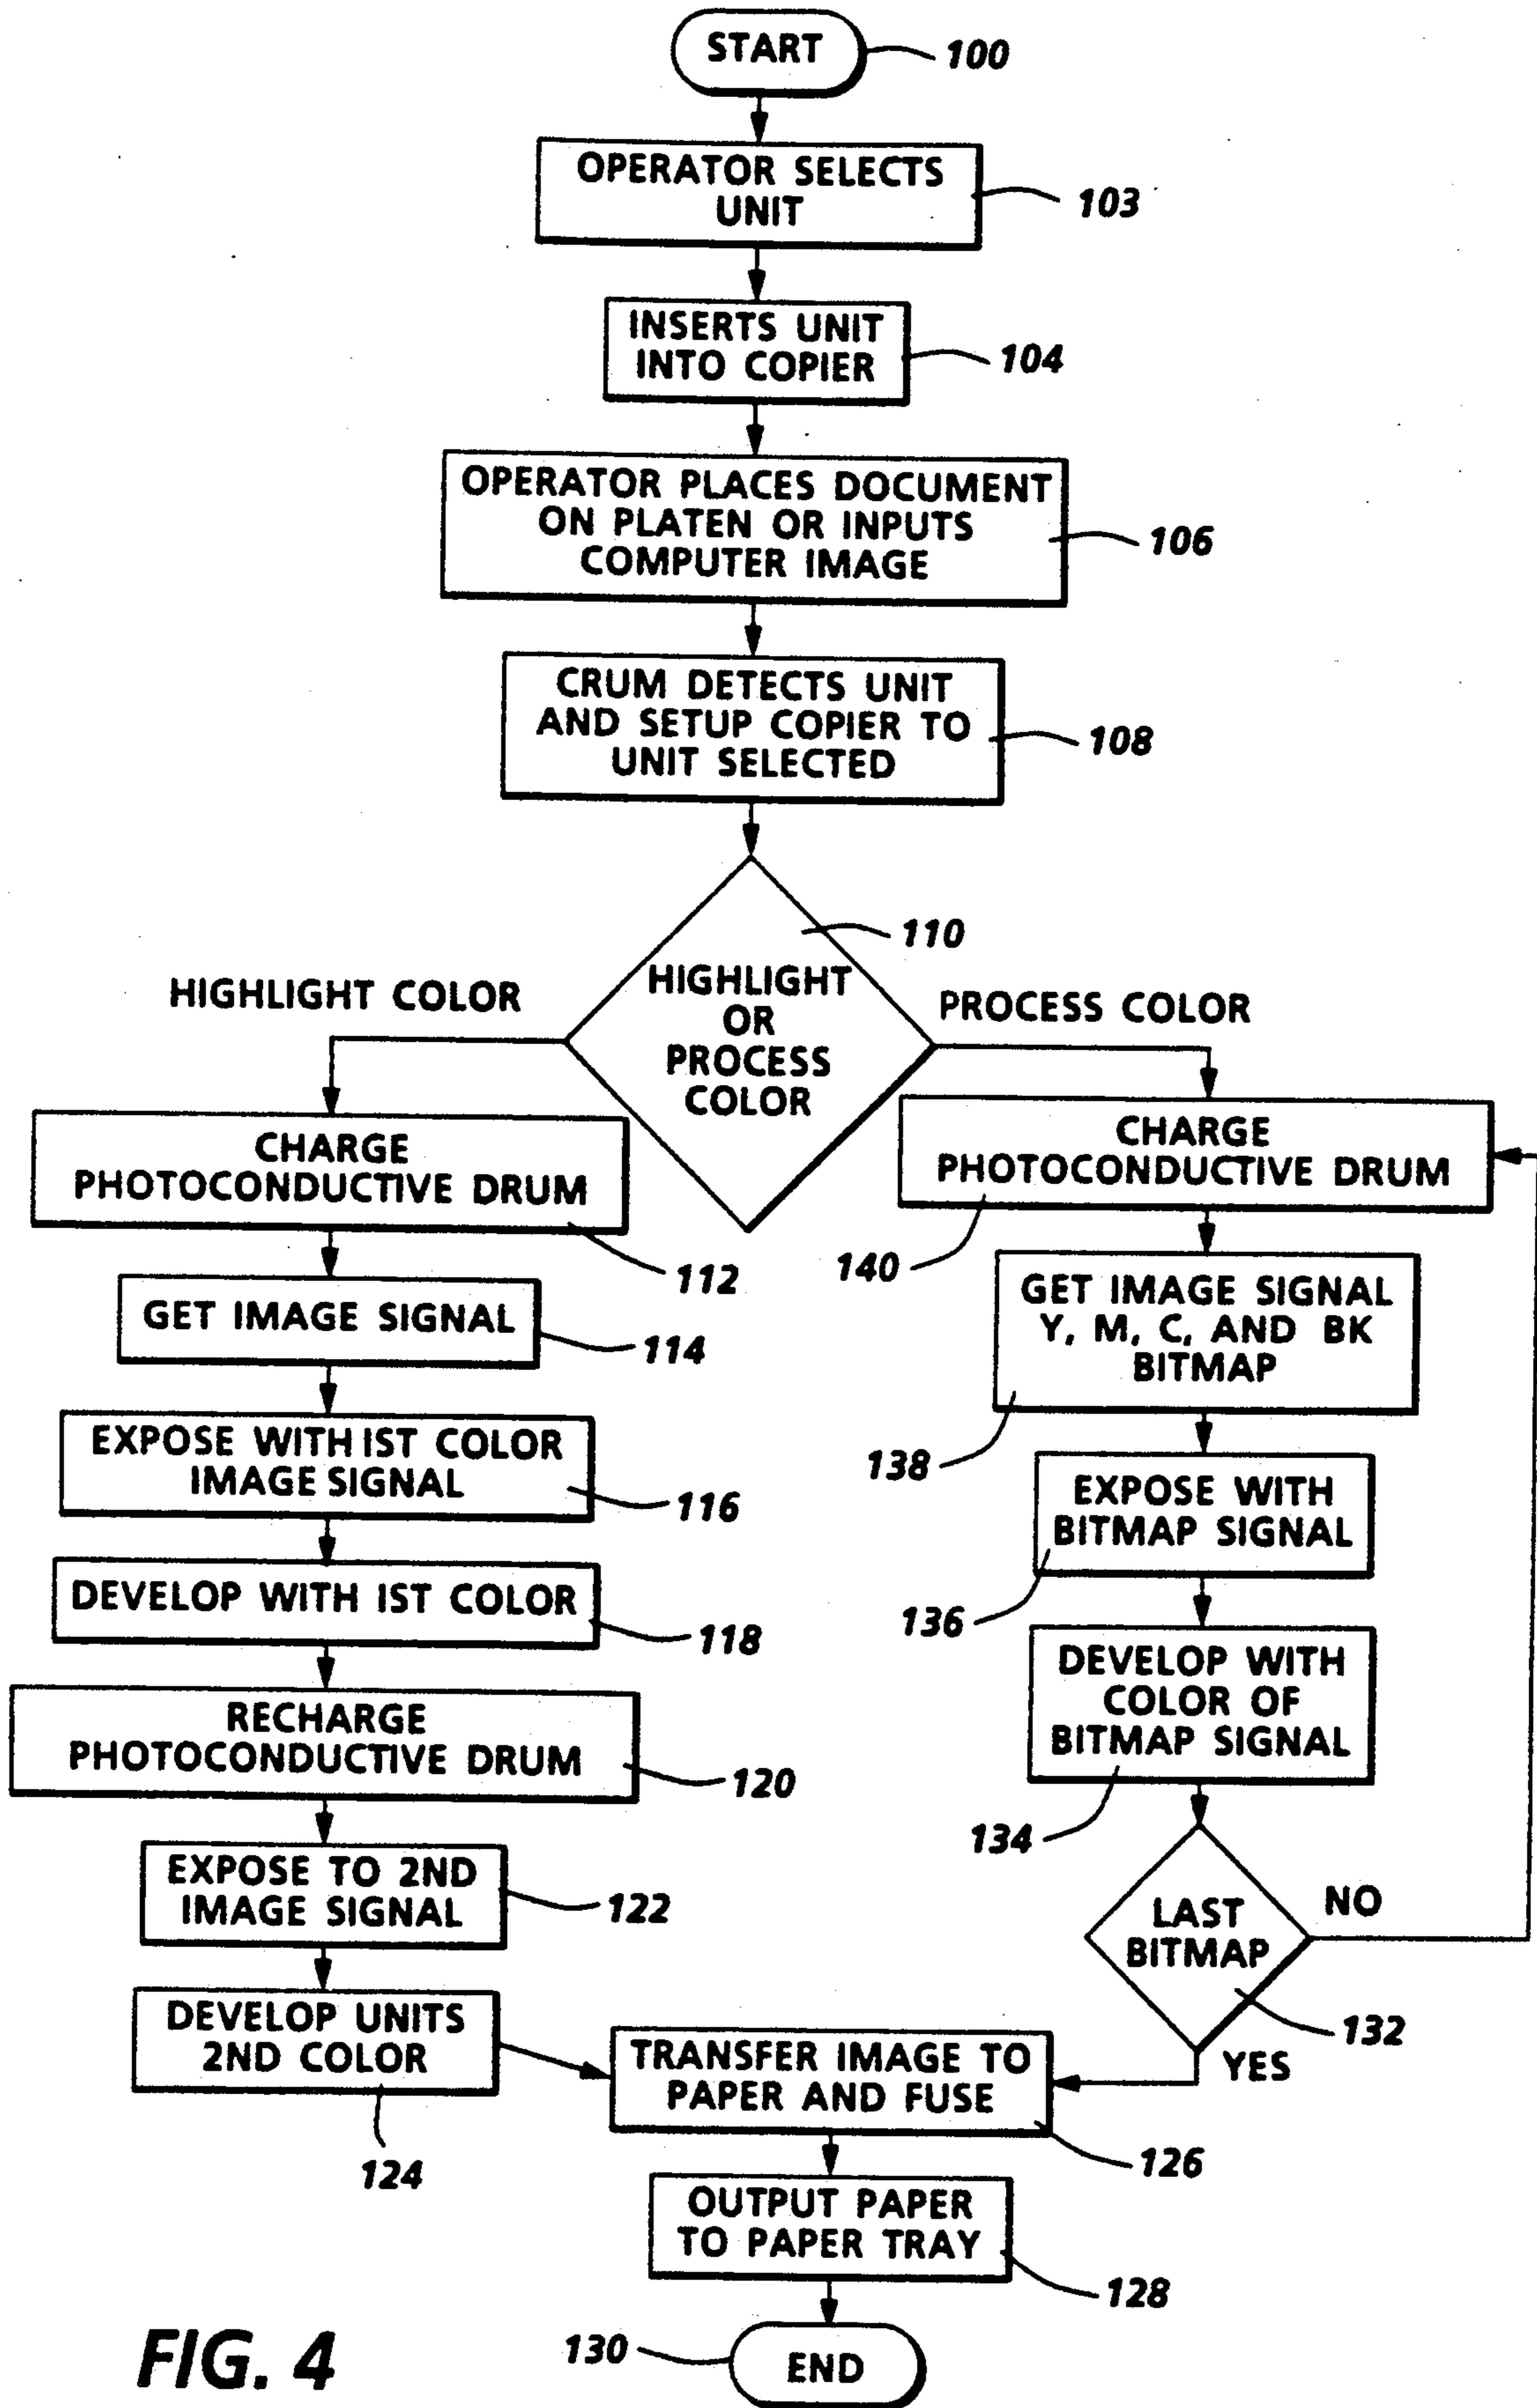 START
100
OPERATOR SELECTS
UNIT
103
INSERTS UNIT
INTO COPIER
104
OPERATOR PLACES DOCUMENT
ON PLATEN OR INPUTS
COMPUTER IMAGE
106
CRUM DETECTS UNIT
AND SETUP COPIER TO
UNIT SELECTED
108
110
HIGHLIGHT
OR
PROCESS
COLOR
HIGHLIGHT COLOR
CHARGE
PHOTOCONDUCTIVE DRUM
112
GET IMAGE SIGNAL
114
EXPOSE WITH IST COLOR
IMAGE SIGNAL
116
DEVELOP WITH IST COLOR
118
RECHARGE
PHOTOCONDUCTIVE DRUM
120
EXPOSE TO 2ND
IMAGE SIGNAL
122
DEVELOP UNITS
2ND COLOR
124
PROCESS COLOR
CHARGE
PHOTOCONDUCTIVE DRUM
140
GET IMAGE SIGNAL
Y, M, C, AND BK
BITMAP
138
EXPOSE WITH
BITMAP SIGNAL
136
DEVELOP WITH
COLOR OF
BITMAP SIGNAL
134
LAST
BITMAP
NO
132
YES
TRANSFER IMAGE TO
PAPER AND FUSE
126
OUTPUT PAPER
TO PAPER TRAY
128
130
END
FIG. 4